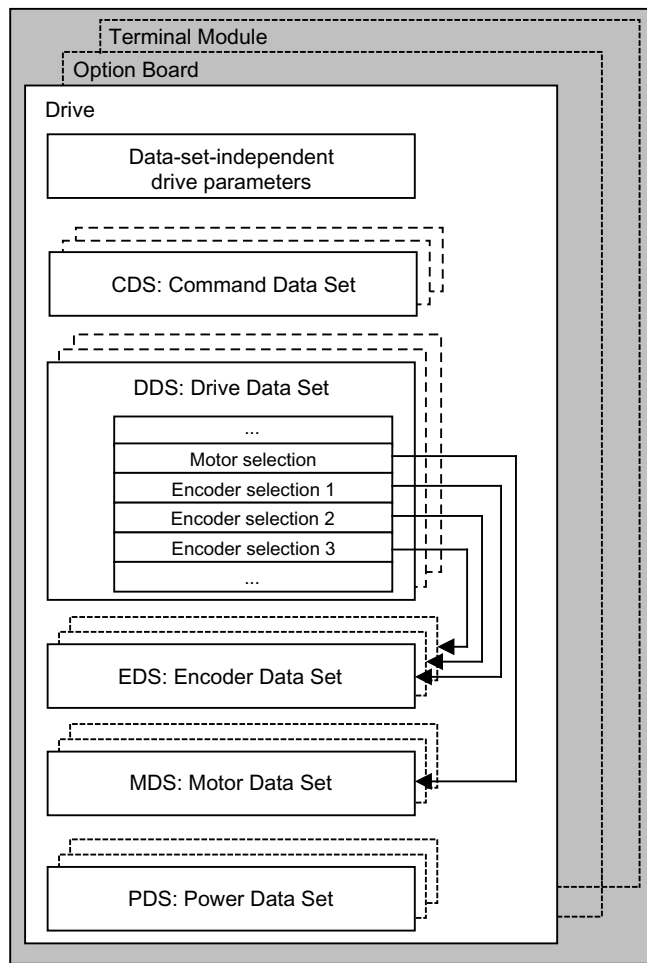 Terminal Module
Option Board
Drive
Data-set-independent
drive parameters
CDS: Command Data Set
DDS: Drive Data Set
...
Motor selection
Encoder selection 1
Encoder selection 2
Encoder selection 3
...
EDS: Encoder Data Set
MDS: Motor Data Set
PDS: Power Data Set